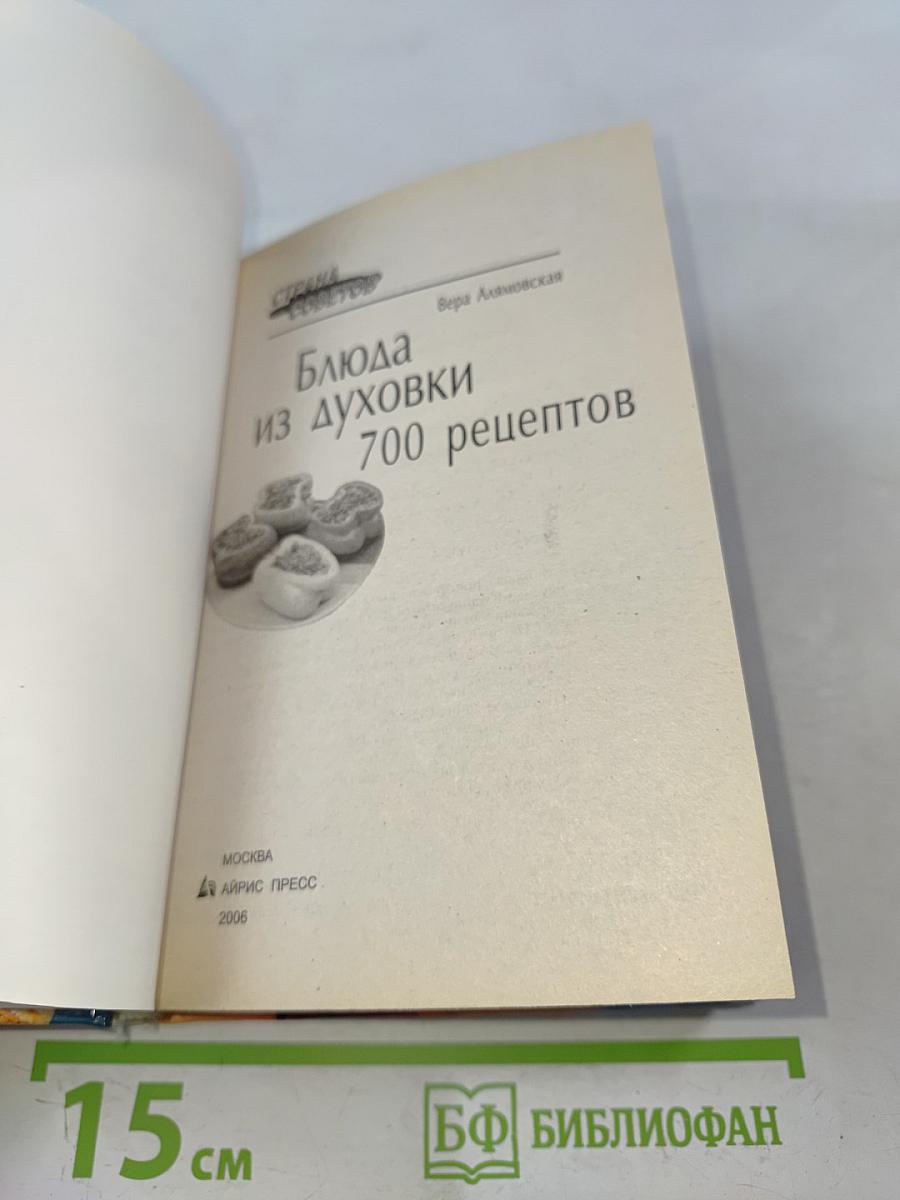 СТРАНА
СОВЕТОВ
Вера Алямовская
Блюда
из духовки
700 рецептов
МОСКВА
АЙРИС ПРЕСС
2006
15 см
БФ БИБЛИОФАН